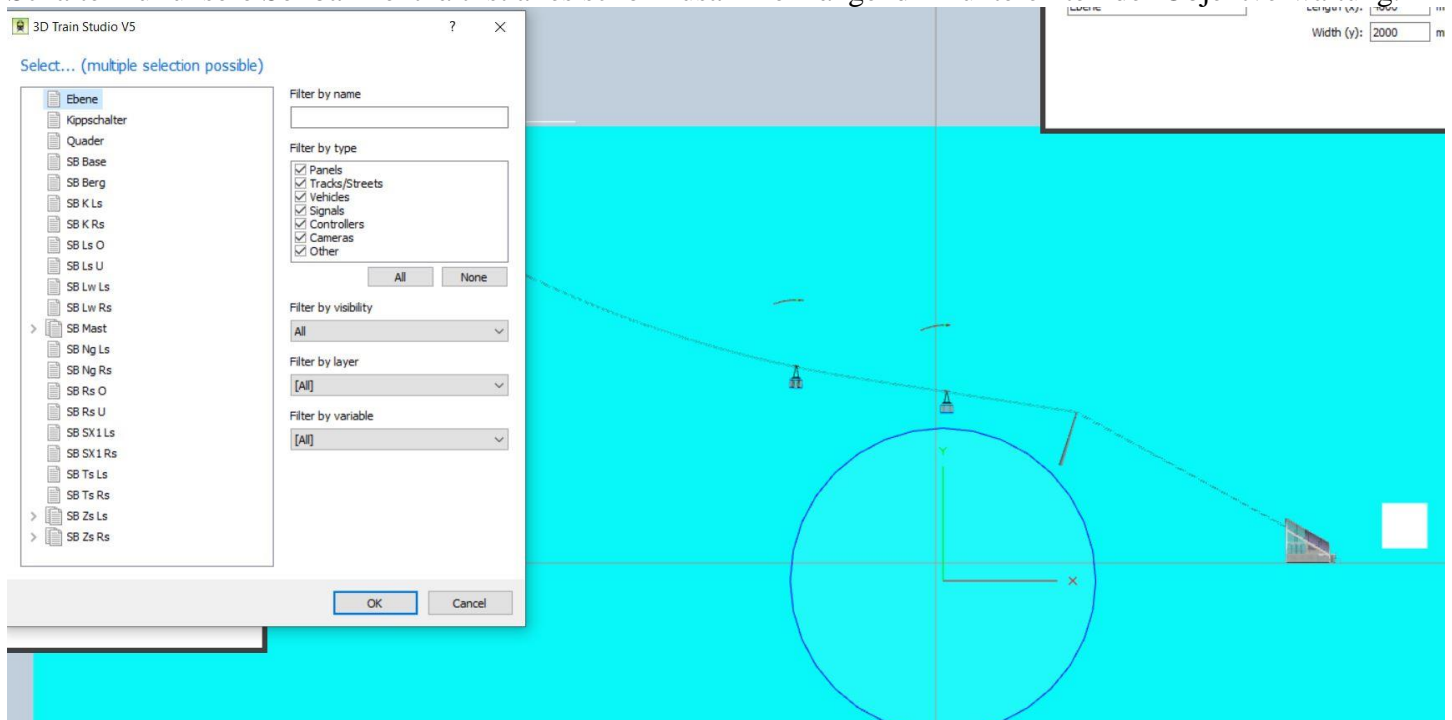 3D Train Studio V5
? ×
Select... (multiple selection possible)
Ebene
Kippschalter
Quader
SB Base
SB Berg
SB K Ls
SB K Rs
SB Ls O
SB Ls U
SB Lw Ls
SB Lw Rs
SB Mast
SB Ng Ls
SB Ng Rs
SB Rs O
SB Rs U
SB SX1 Ls
SB SX1 Rs
SB Ts Ls
SB Ts Rs
SB Zs Ls
SB Zs Rs
Filter by name
Filter by type
Panels
Tracks/Streets
Vehicles
Signals
Controllers
Cameras
Other
All None
Filter by visibility
All
Filter by layer
[All]
Filter by variable
[All]
OK Cancel
Ebene
Length (x):
Width (y): 2000 m
Y
X